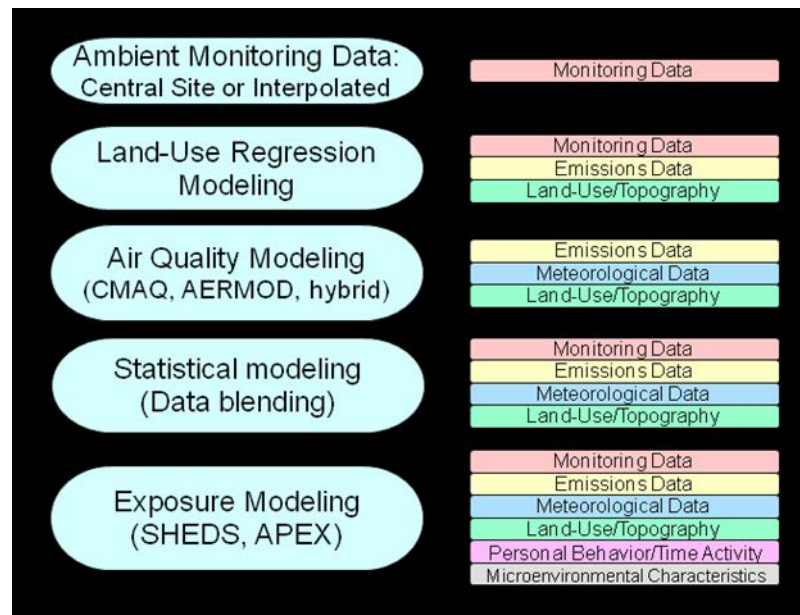 Ambient Monitoring Data:
Central Site or Interpolated
Monitoring Data
Land-Use Regression
Modeling
Monitoring Data
Emissions Data
Land-Use/Topography
Air Quality Modeling
(CMAQ, AERMOD, hybrid)
Emissions Data
Meteorological Data
Land-Use/Topography
Statistical modeling
(Data blending)
Monitoring Data
Emissions Data
Meteorological Data
Land-Use/Topography
Exposure Modeling
(SHEDS, APEX)
Monitoring Data
Emissions Data
Meteorological Data
Land-Use/Topography
Personal Behavior/Time Activity
Microenvironmental Characteristics